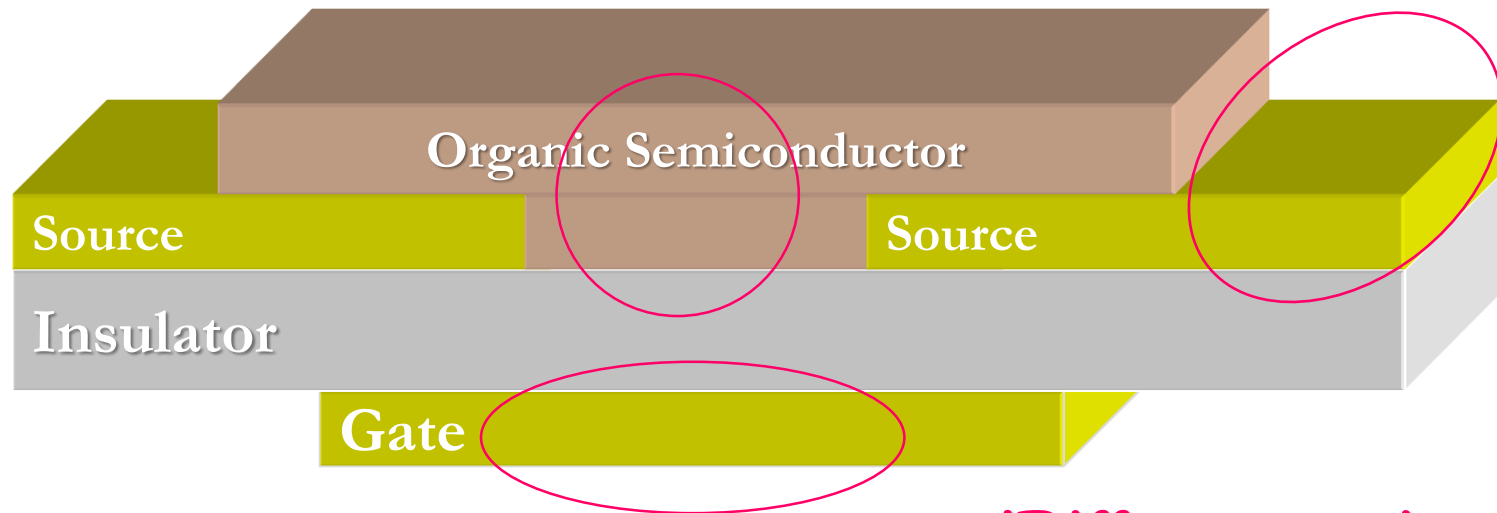 Organic Semiconductor
Source
Source
Insulator
Gate